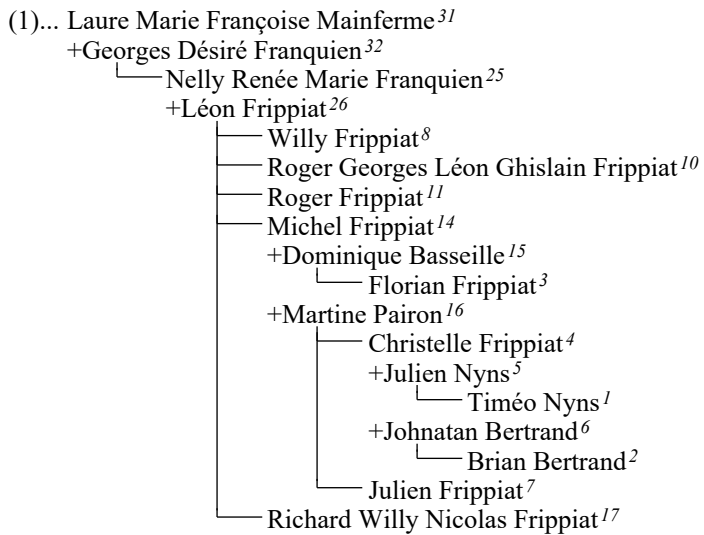 (1)... Laure Marie Françoise Mainferme31
+Georges Désiré Franquien32
Nelly Renée Marie Franquien25
+Léon Frippiat26
Willy Frippiat8
Roger Georges Léon Ghislain Frippiat10
Roger Frippiat11
Michel Frippiat14
+Dominique Basseille15
Florian Frippiat3
+Martine Pairon16
Christelle Frippiat4
+Julien Nyns5
Timéo Nyns1
+Johnatan Bertrand6
Brian Bertrand2
Julien Frippiat7
Richard Willy Nicolas Frippiat17